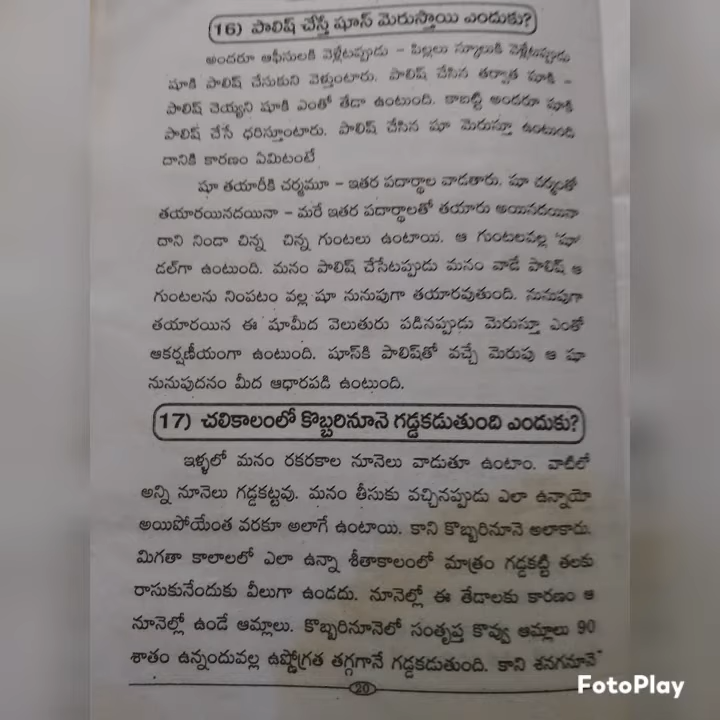 16) పాలిష్ చేస్తే షూస్ మెరుస్తాయి ఎందుకు?
అందరూ ఆఫీసులకి వెళ్లేటప్పుడు – పిల్లలు స్కూలుకి వెళ్లేటప్పుడు
షూకి పాలిష్ చేసుకుని వెళ్తుంటారు. పాలిష్ చేసిన తర్వాత షూకి –
పాలిష్ చెయ్యని షూకి ఎంతో తేడా ఉంటుంది. కాబట్టి అందరూ షూకి
పాలిష్ చేసే ధరిస్తూంటారు. పాలిష్ చేసిన షూ మెరుస్తూ ఉంటుంది
దానికి కారణం ఏమిటంటే
షూ తయారీకి చర్మమూ – ఇతర పదార్థాల వాడతారు. షూ చర్మంతో
తయారయినదయినా – మరే ఇతర పదార్థాలతో తయారు అయినదయినా
దాని నిండా చిన్న చిన్న గుంటలు ఉంటాయి. ఆ గుంటలవల్ల 'షూ'
డల్‌గా ఉంటుంది. మనం పాలిష్ చేసేటప్పుడు మనం వాడే పాలిష్ ఆ
గుంటలను నింపటం వల్ల షూ నునుపుగా తయారవుతుంది. నునుపుగా
తయారయిన ఈ షూమీద వెలుతురు పడినప్పుడు మెరుస్తూ ఎంతో
ఆకర్షణీయంగా ఉంటుంది. షూస్‌కి పాలిష్‌తో వచ్చే మెరుపు ఆ షూ
నునుపుదనం మీద ఆధారపడి ఉంటుంది.
17) చలికాలంలో కొబ్బరినూనె గడ్డకడుతుంది ఎందుకు?
ఇళ్ళలో మనం రకరకాల నూనెలు వాడుతూ ఉంటాం. వాటిలో
అన్ని నూనెలు గడ్డకట్టవు. మనం తీసుకు వచ్చినప్పుడు ఎలా ఉన్నాయో
అయిపోయేంత వరకూ అలాగే ఉంటాయి. కాని కొబ్బరినూనె అలాకాదు.
మిగతా కాలాలలో ఎలా ఉన్నా శీతాకాలంలో మాత్రం గడ్డకట్టి తలకు
రాసుకునేందుకు వీలుగా ఉండదు. నూనెల్లో ఈ తేడాలకు కారణం ఆ
నూనెల్లో ఉండే ఆమ్లాలు. కొబ్బరినూనెలో సంతృప్త కొవ్వు ఆమ్లాలు 90
శాతం ఉన్నందువల్ల ఉష్ణోగ్రత తగ్గగానే గడ్డకడుతుంది. కాని శనగనూనె
20
FotoPlay